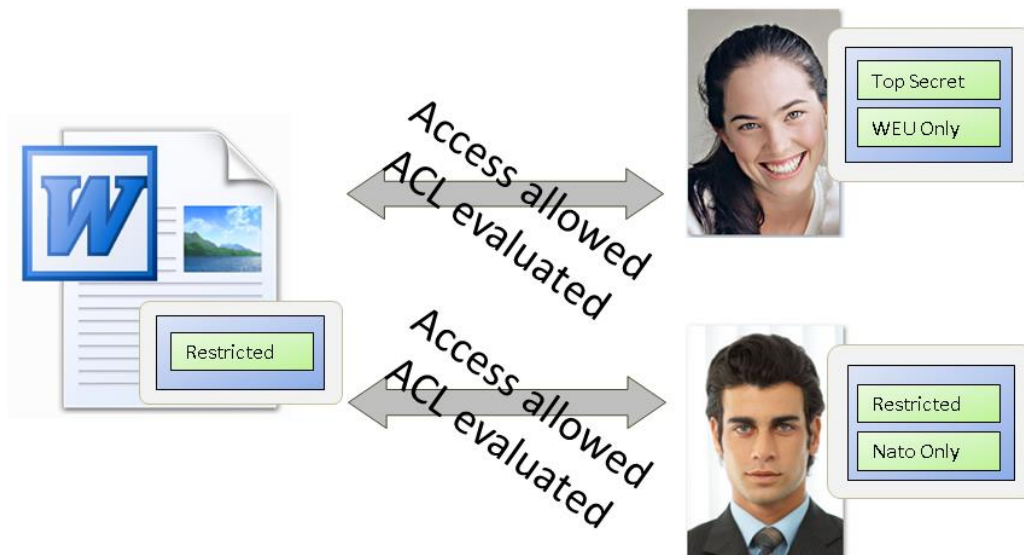 W
Restricted
Access allowed
ACL evaluated
Top Secret
WEU Only
Access allowed
ACL evaluated
Restricted
Nato Only